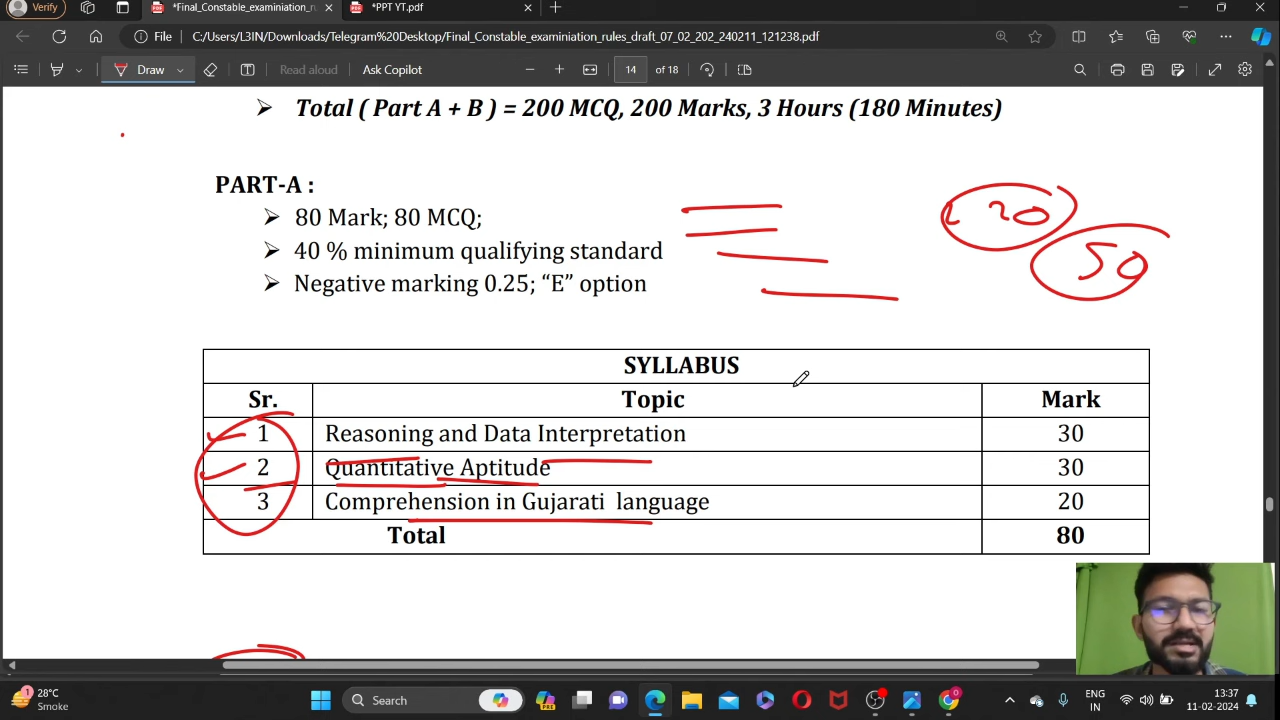 Verify
*Final_Constable_examiniation_ru
*PPT YT.pdf
File
C:/Users/L3IN/Downloads/Telegram%20Desktop/Final_Constable_examiniation_rules_draft_07_02_202_240211_121238.pdf
Draw
Read aloud
Ask Copilot
14
of 18
➢ Total ( Part A + B ) = 200 MCQ, 200 Marks, 3 Hours (180 Minutes)
PART-A :
➢ 80 Mark; 80 MCQ;
➢ 40 % minimum qualifying standard
➢ Negative marking 0.25; “E” option
50
SYLLABUS
Sr. Topic Mark
1 Reasoning and Data Interpretation 30
2 Quantitative Aptitude 30
3 Comprehension in Gujarati language 20
Total 80
1
28°C
Smoke
Search
PRE
ENG
IN
13:37
11-02-2024